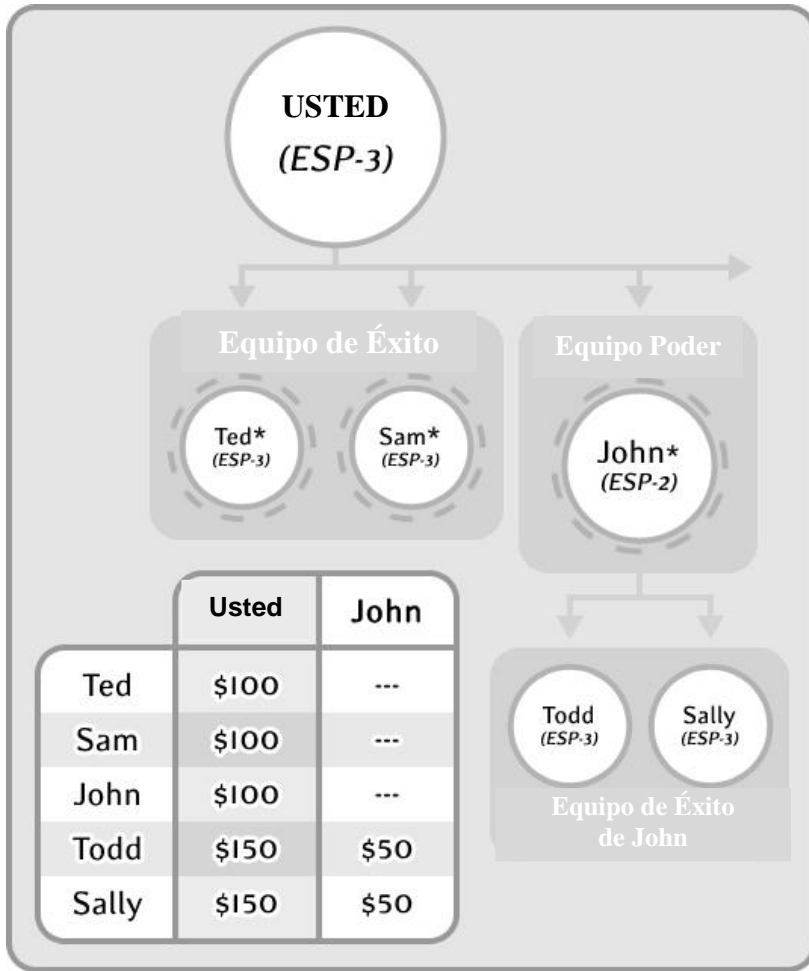 USTED
(ESP-3)
Equipo de Éxito
Equipo Poder
Ted*
(ESP-3)
Sam*
(ESP-3)
John*
(ESP-2)
Usted John
Ted $100 ---
Sam $100 ---
John $100 ---
Todd $150 $50
Sally $150 $50
Todd
(ESP-3)
Sally
(ESP-3)
Equipo de Éxito
de John